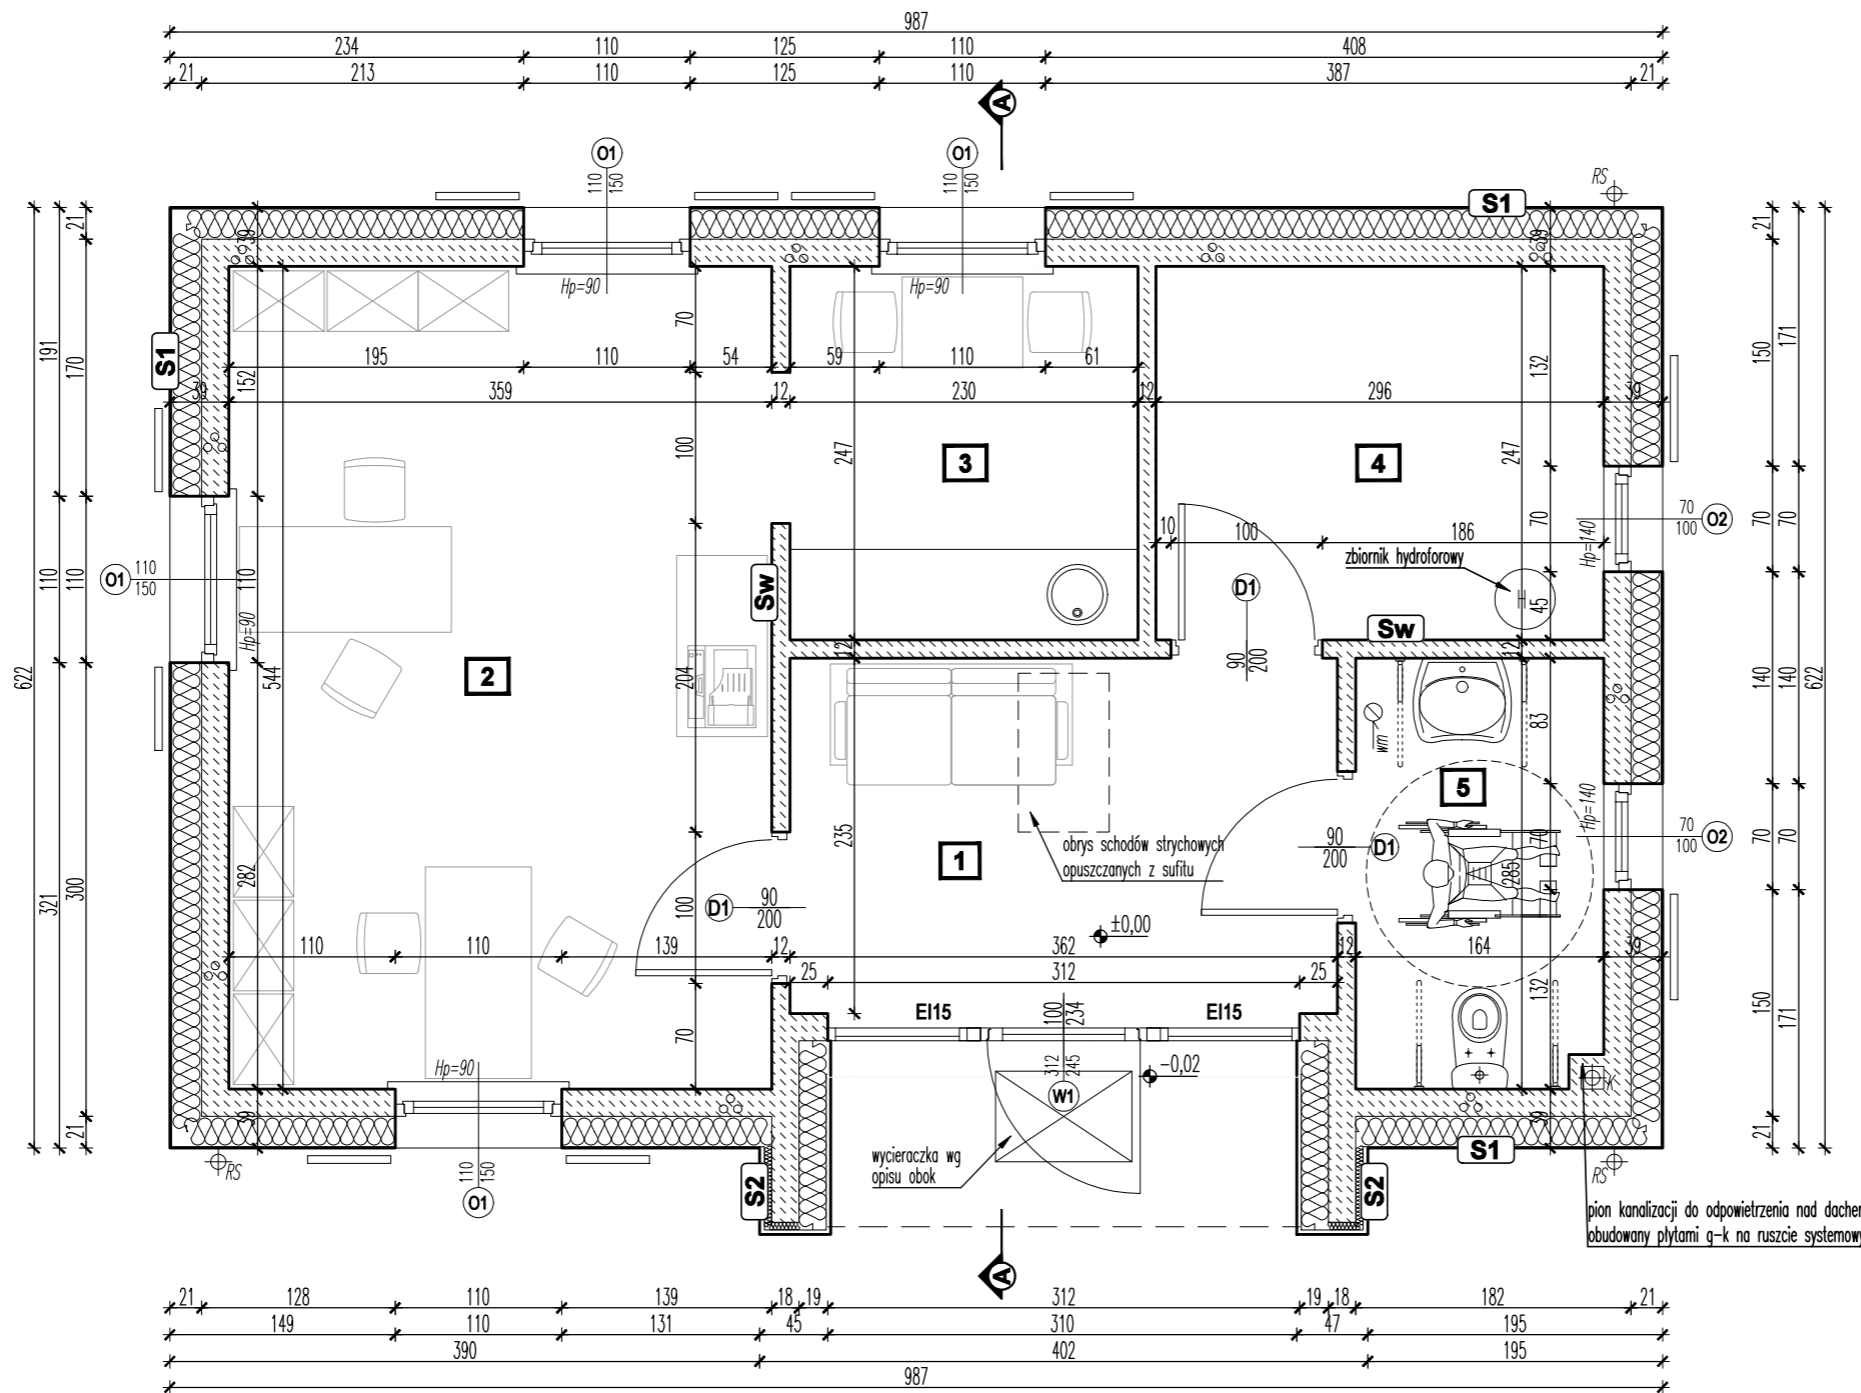 987
234 110 125 110 408
21 213 110 125 110 387 21
A
O1 110 150
O1 110 150
RS
S1
39 39
Hp=90 Hp=90
21 21
622 191 170 S1
70 132 150 171 622
195 110 54 59 110 61
152
39 359 12 230 12 296 39
100 247 247
3 4
10 100 186
70 Hp=140 70 100 O2 70 70
zbiornik hydroforowy
O1 110 150 110 110 110 Hp=90
Sw D1 90 200 H 45
Sw
12 12
2 544 204
wm 83 140 140
5
Hp=140
235 obrys schodów strychowych
opuszczanych z sufitu
1
90 200 D1 70 285 70 100 O2 70 70
321 300 282
D1 90 200 100
±0,00
110 110 139 12 362 12 164 39
25 312 25
132 150 171
EI15 100 234 EI15
70
Hp=90 312 245 -0,02
W1
K
39 39
21 21
wycieraczka wg
opisu obok
S1
RS RS
110 150 O1
S2 S2
pion kanalizacji do odpowietrzenia nad dachem
obudowany płytami g-k na ruszcie systemowy
A
21 128 110 139 18 19 312 19 18 182 21
149 110 131 45 310 47 195
390 402 195
987